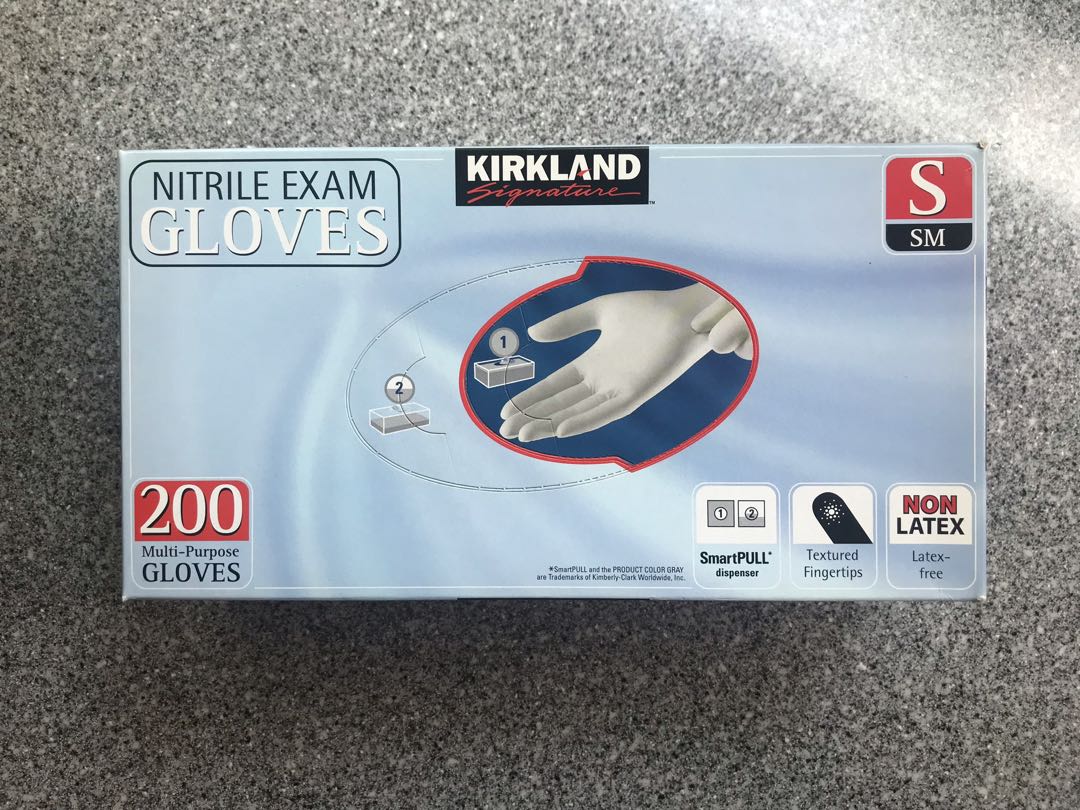 NITRILE EXAM
GLOVES
KIRKLAND
Signature™
S
SM
1
2
200
Multi-Purpose
GLOVES
*SmartPULL and the PRODUCT COLOR GRAY
are Trademarks of Kimberly-Clark Worldwide, Inc.
1 2
SmartPULL*
dispenser
Textured
Fingertips
NON
LATEX
Latex-
free